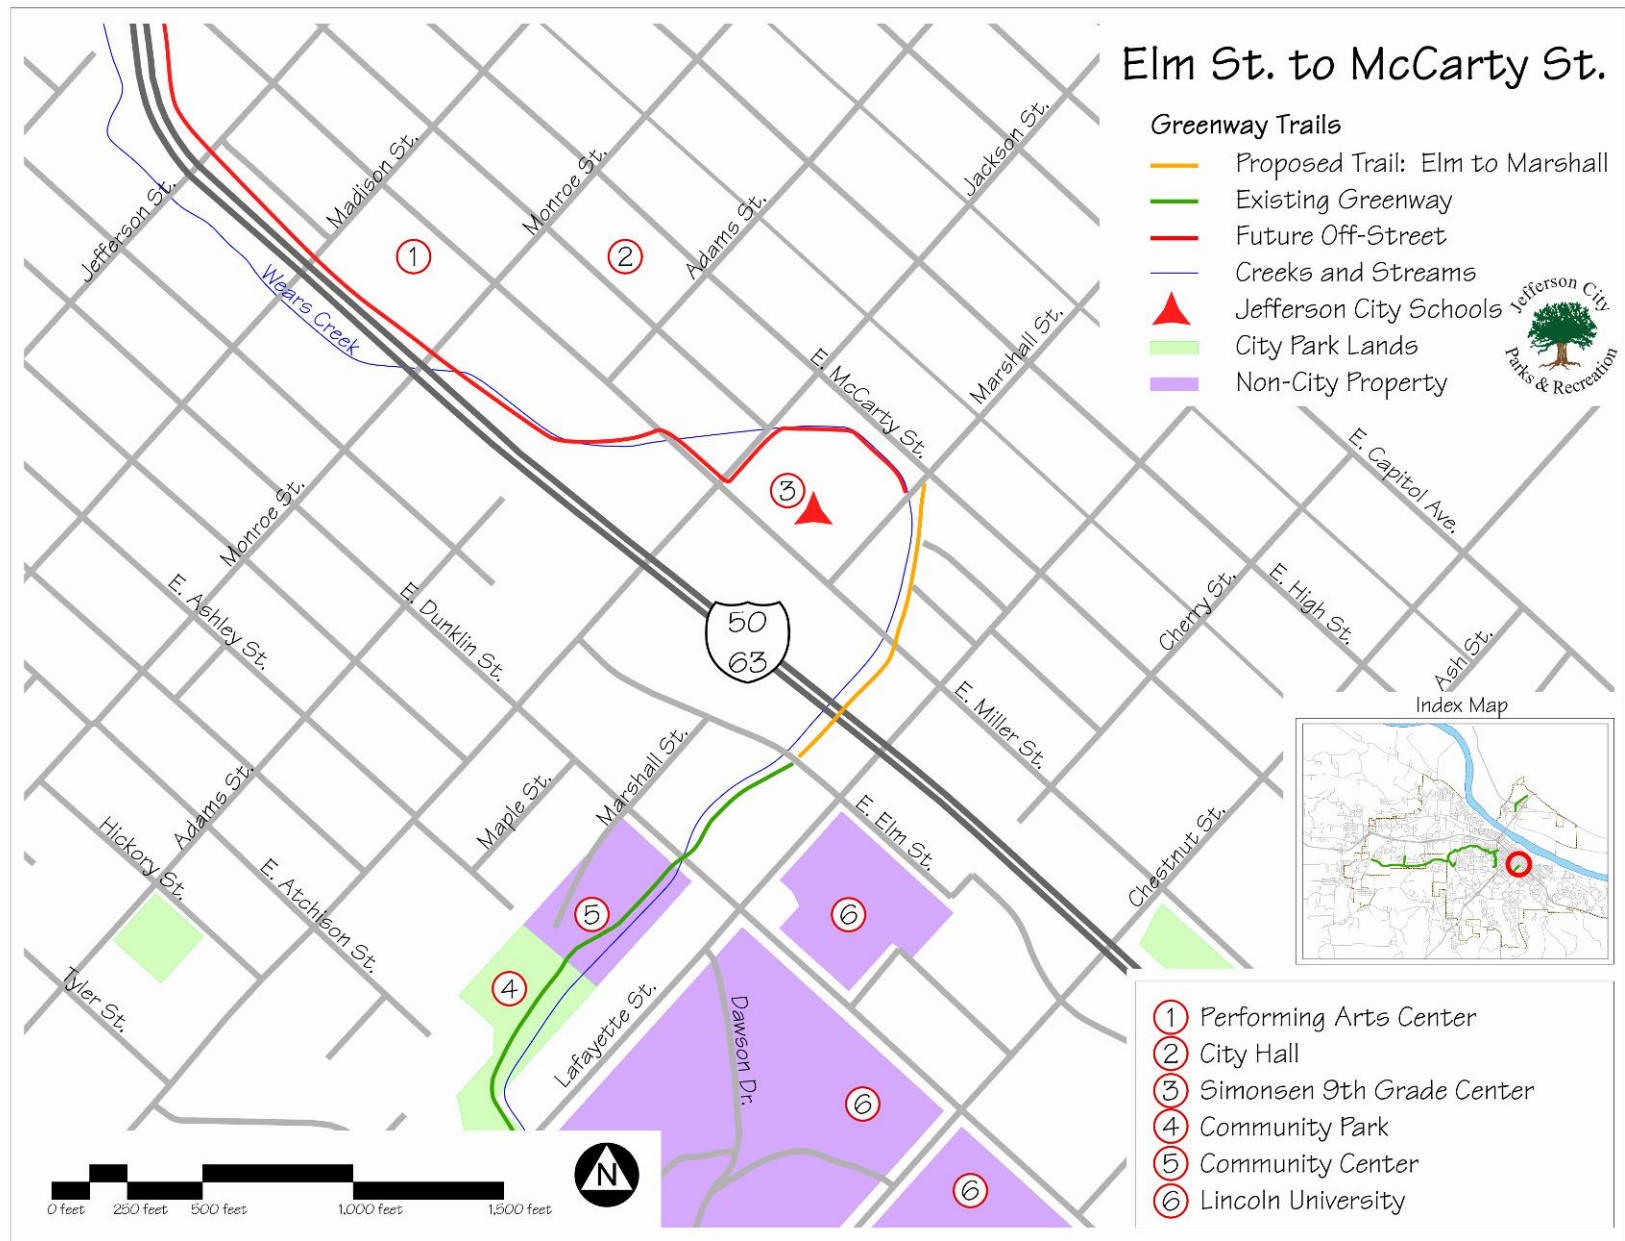 Elm St. to McCarty St.
Greenway Trails
Proposed Trail: Elm to Marshall
Existing Greenway
Future Off-Street
Creeks and Streams
Jefferson City Schools
City Park Lands
Non-City Property
Jefferson City
Parks & Recreation
Jackson St.
Madison St.
Monroe St.
Adams St.
Jefferson St.
1
2
Wears Creek
Marshall St.
E. McCarty St.
E. Capitol Ave.
3
Monroe St.
E. Ashley St.
E. Dunklin St.
50
63
Cherry St.
E. High St.
Ash St.
E. Miller St.
Index Map
Marshall St.
Maple St.
Adams St.
Hickory St.
E. Atchison St.
E. Elm St.
Chestnut St.
5
6
4
Tyler St.
Lafayette St.
Dawson Dr.
6
6
1 Performing Arts Center
2 City Hall
3 Simonsen 9th Grade Center
4 Community Park
5 Community Center
6 Lincoln University
N
0 feet 250 feet 500 feet 1,000 feet 1,500 feet